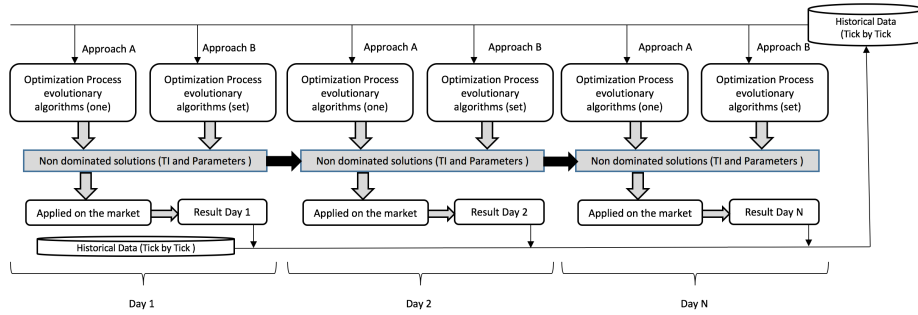 Historical Data
(Tick by Tick
Approach A
Approach B
Approach A
Approach B
Approach A
Approach B
Optimization Process
evolutionary
algorithms (one)
Optimization Process
evolutionary
algorithms (set)
Optimization Process
evolutionary
algorithms (one)
Optimization Process
evolutionary
algorithms (set)
Optimization Process
evolutionary
algorithms (one)
Optimization Process
evolutionary
algorithms (set)
Non dominated solutions (TI and Parameters )
Non dominated solutions (TI and Parameters )
Non dominated solutions (TI and Parameters )
Applied on the market
Result Day 1
Applied on the market
Result Day 2
Applied on the market
Result Day N
Historical Data (Tick by Tick )
Day 1
Day 2
Day N